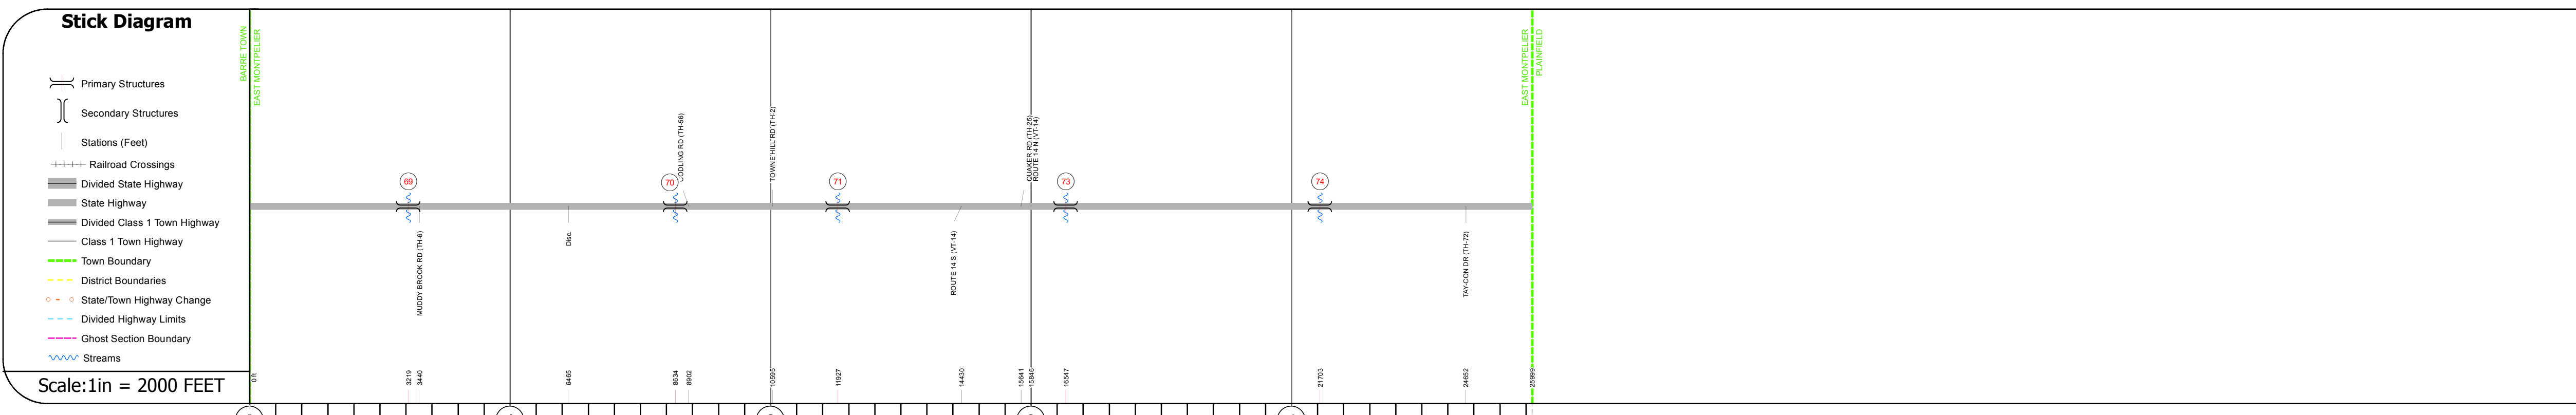 Stick Diagram
Primary Structures
Secondary Structures
Stations (Feet)
Railroad Crossings
Divided State Highway
State Highway
Divided Class 1 Town Highway
Class 1 Town Highway
Town Boundary
District Boundaries
State/Town Highway Change
Divided Highway Limits
Ghost Section Boundary
Streams
Scale:1in = 2000 FEET
BARRE TOWN
EAST MONTPELIER
EAST MONTPELIER
PLAINFIELD
CODLING RD (TH-56)
TOWNE HILL RD (TH-2)
QUAKER RD (TH-25)
ROUTE 14 N (VT-14)
69
70
71
73
74
MUDDY BROOK RD (TH-6)
Disc.
ROUTE 14 S (VT-14)
TAY-CON DR (TH-72)
0 ft
3219
3440
6465
8634
8902
10595
11927
14430
15641
15846
16547
21703
24652
25999